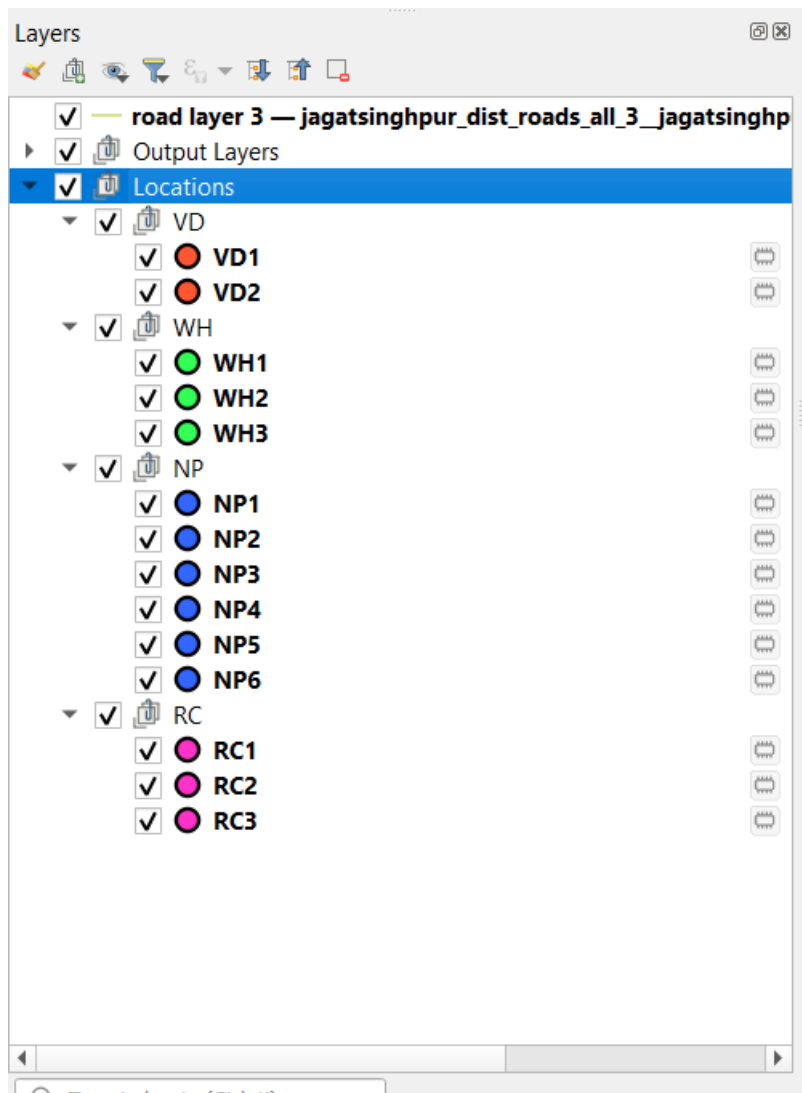 Layers
road layer 3 — jagatsinghpur_dist_roads_all_3__jagatsinghp
Output Layers
Locations
VD
VD1
VD2
WH
WH1
WH2
WH3
NP
NP1
NP2
NP3
NP4
NP5
NP6
RC
RC1
RC2
RC3